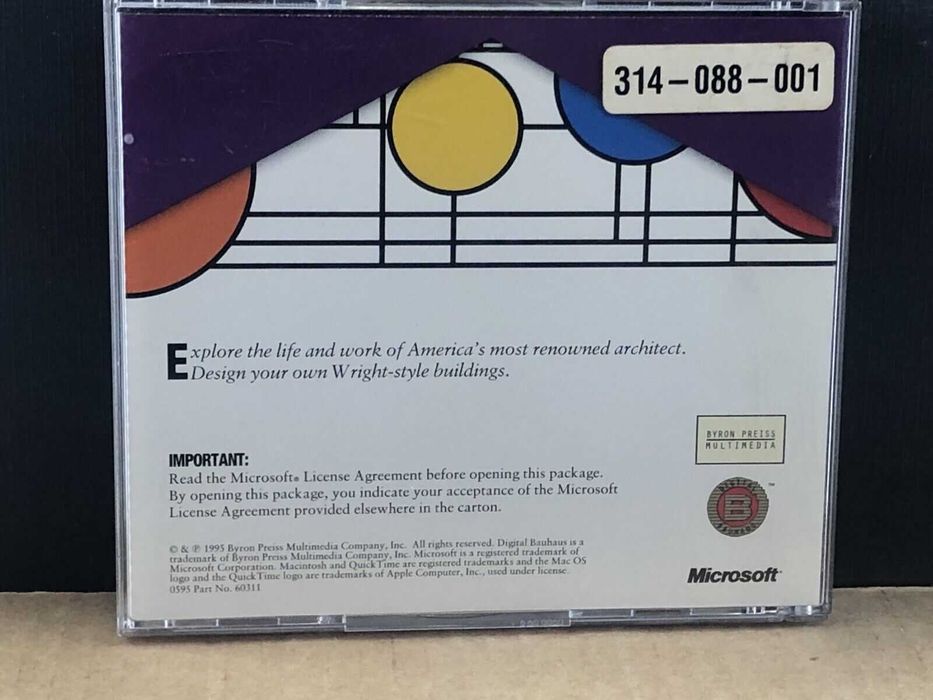 314-088-001
Explore the life and work of America's most renowned architect.
Design your own Wright-style buildings.
BYRON PREISS
MULTIMEDIA
IMPORTANT:
Read the Microsoft® License Agreement before opening this package.
By opening this package, you indicate your acceptance of the Microsoft
License Agreement provided elsewhere in the carton.
DIGITAL
B
BAUHAUS
™
© & ℗ 1995 Byron Preiss Multimedia Company, Inc. All rights reserved. Digital Bauhaus is a
trademark of Byron Preiss Multimedia Company, Inc. Microsoft is a registered trademark of
Microsoft Corporation. Macintosh and QuickTime are registered trademarks and the Mac OS
logo and the QuickTime logo are trademarks of Apple Computer, Inc., used under license.
0595 Part No. 60311
Microsoft